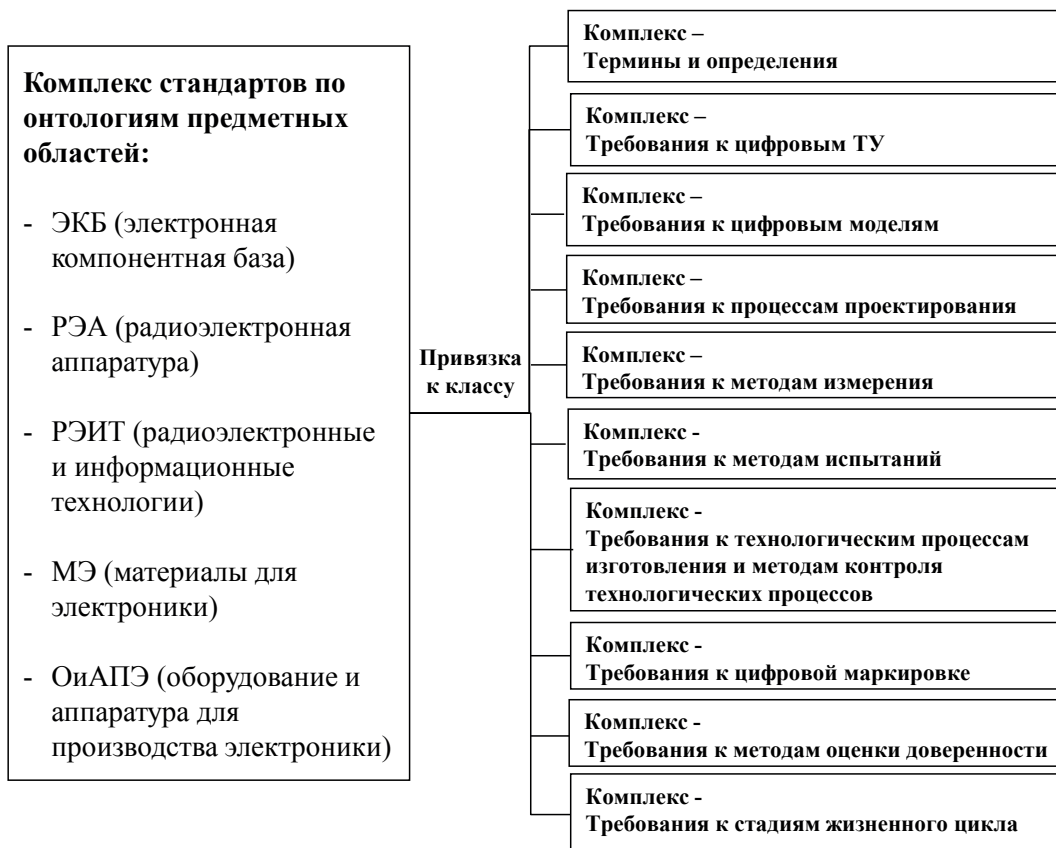 Комплекс стандартов по
онтологиям предметных
областей:
- ЭКБ (электронная
компонентная база)
- РЭА (радиоэлектронная
аппаратура)
- РЭИТ (радиоэлектронные
и информационные
технологии)
- МЭ (материалы для
электроники)
- ОиАПЭ (оборудование и
аппаратура для
производства электроники)
Привязка
к классу
Комплекс –
Термины и определения
Комплекс –
Требования к цифровым ТУ
Комплекс –
Требования к цифровым моделям
Комплекс –
Требования к процессам проектирования
Комплекс –
Требования к методам измерения
Комплекс -
Требования к методам испытаний
Комплекс -
Требования к технологическим процессам
изготовления и методам контроля
технологических процессов
Комплекс -
Требования к цифровой маркировке
Комплекс -
Требования к методам оценки доверенности
Комплекс -
Требования к стадиям жизненного цикла